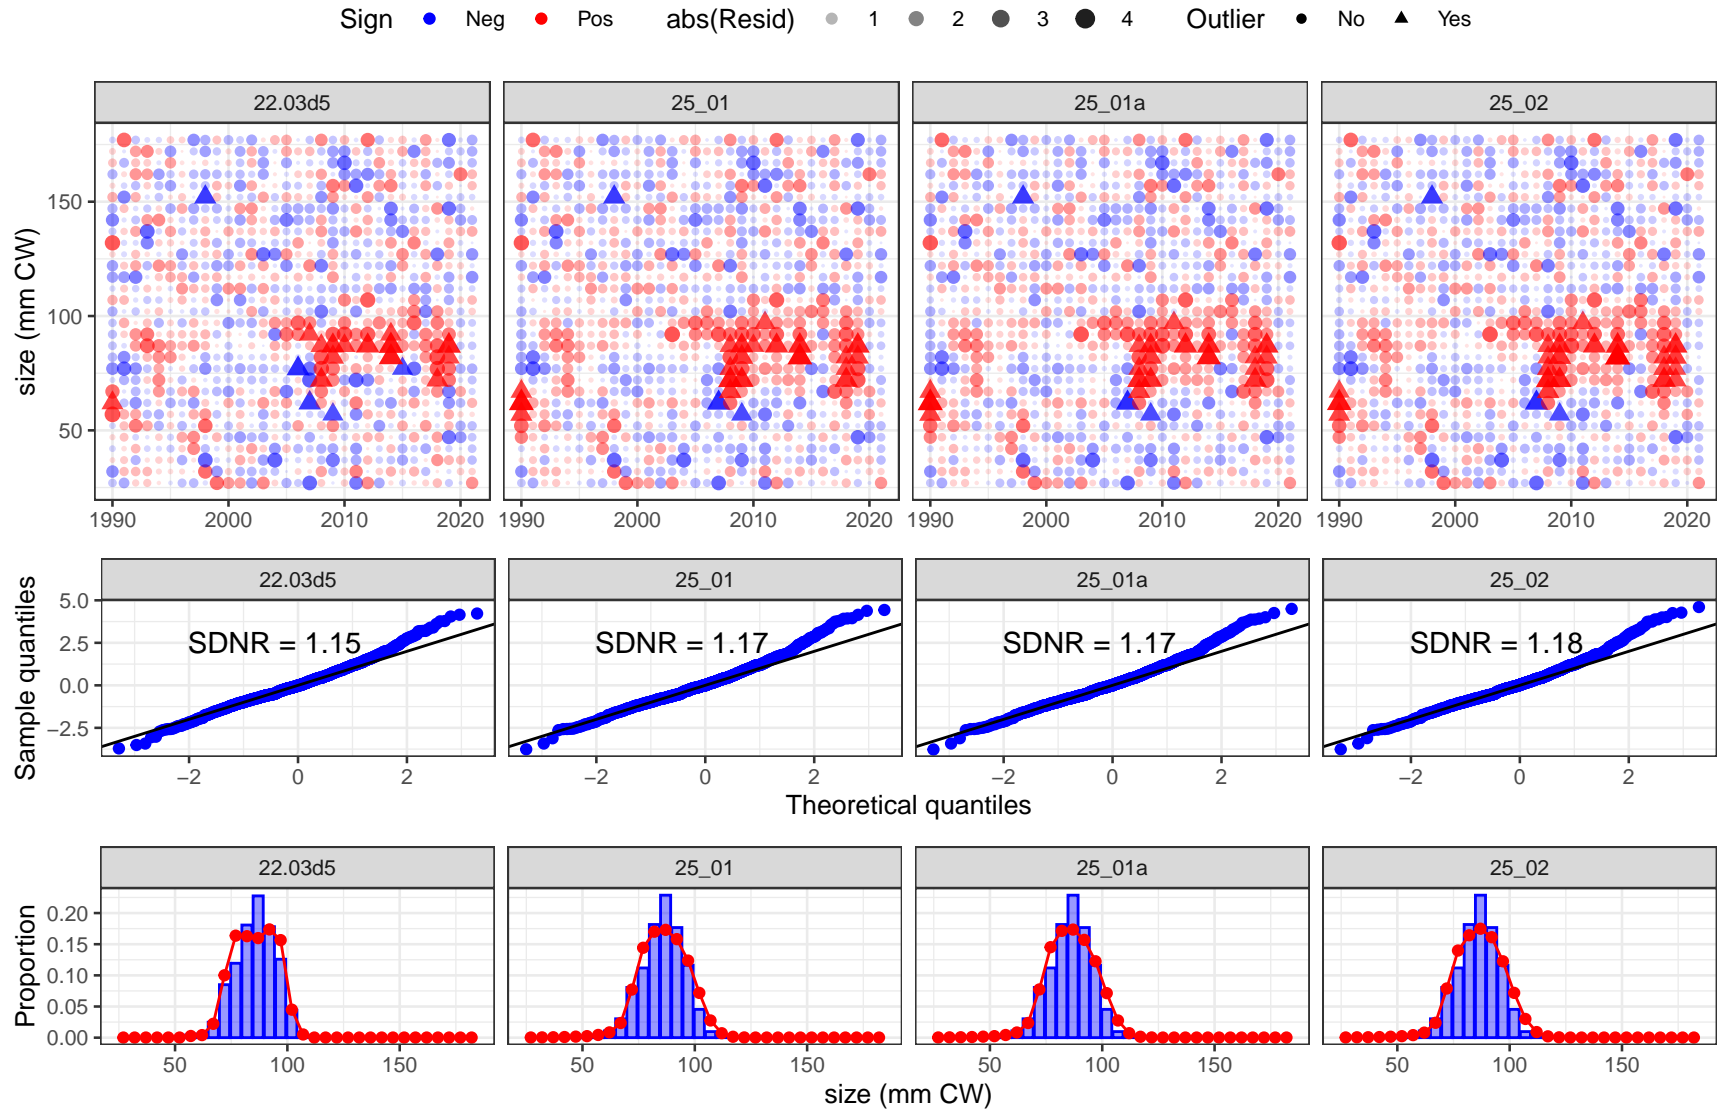 Sign Neg Pos abs(Resid) 1 2 3 4 Outlier No Yes
22.03d5 25_01 25_01a 25_02
size (mm CW)
150
100
50
1990 2000 2010 2020 1990 2000 2010 2020 1990 2000 2010 2020 1990 2000 2010 2020
22.03d5 25_01 25_01a 25_02
Sample quantiles
5.0
2.5
0.0
−2.5
SDNR = 1.15 SDNR = 1.17 SDNR = 1.17 SDNR = 1.18
−2 0 2 −2 0 2 −2 0 2 −2 0 2
Theoretical quantiles
22.03d5 25_01 25_01a 25_02
Proportion
0.20
0.15
0.10
0.05
0.00
50 100 150 50 100 150 50 100 150 50 100 150
size (mm CW)